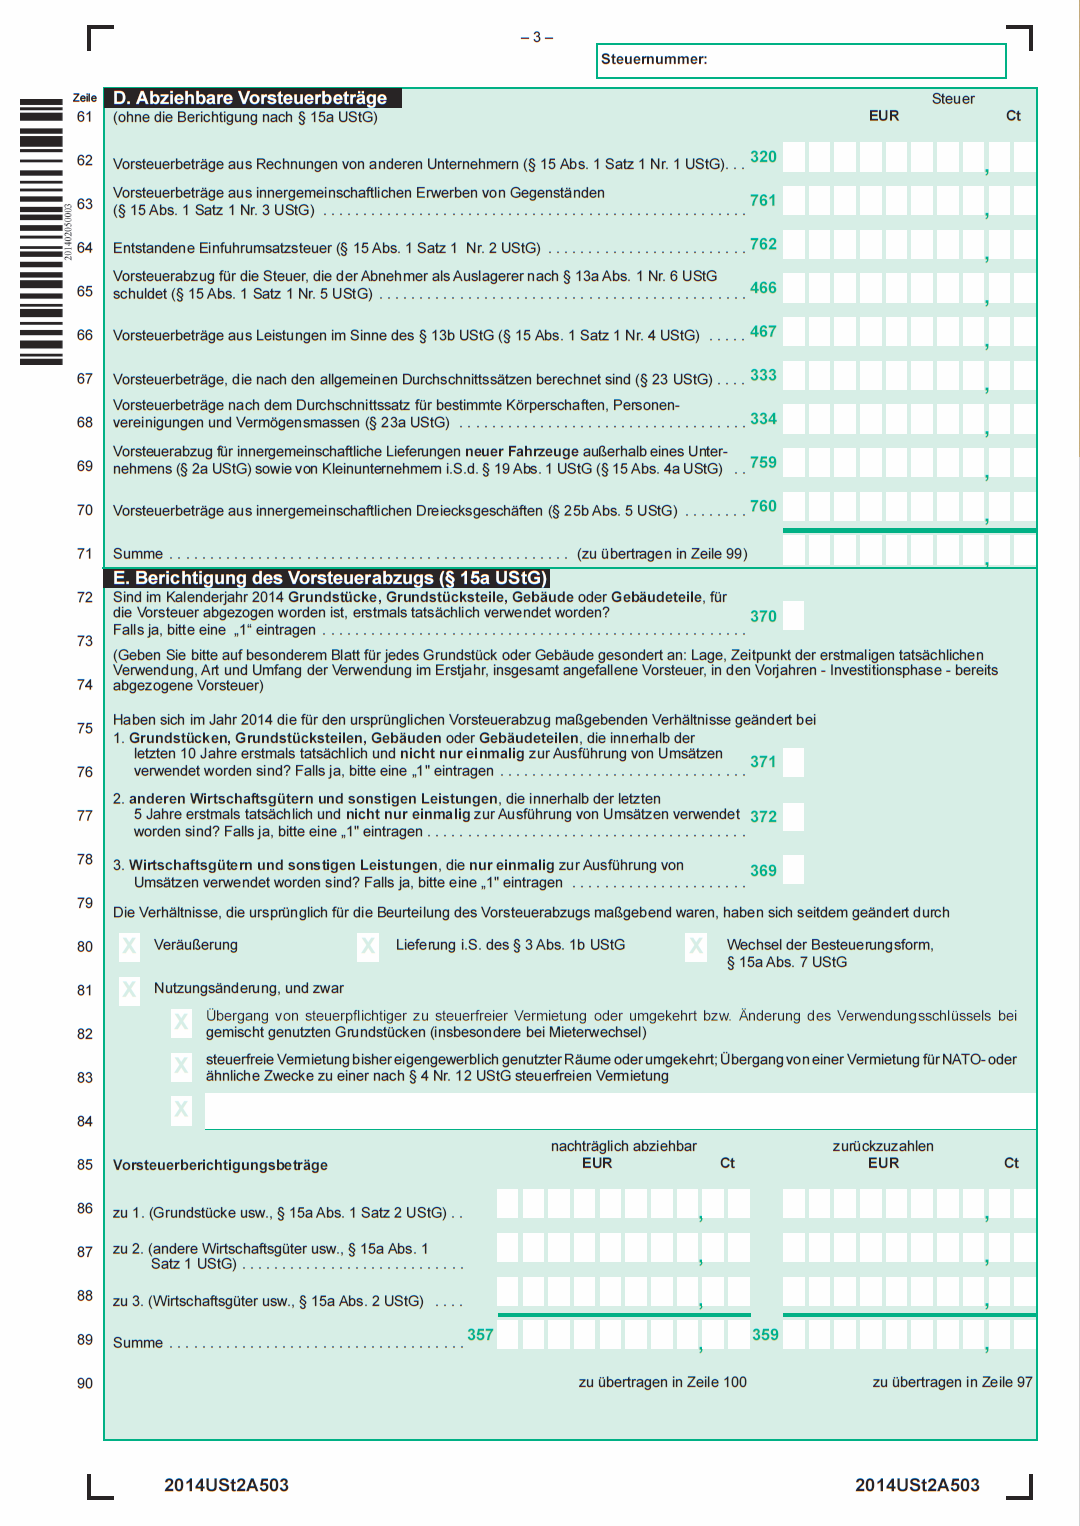 – 3 –
Steuernummer:
Zeile D. Abziehbare Vorsteuerbeträge Steuer
61 (ohne die Berichtigung nach § 15a UStG) EUR Ct
62 Vorsteuerbeträge aus Rechnungen von anderen Unternehmern (§ 15 Abs. 1 Satz 1 Nr. 1 UStG). . . 320 ,
Vorsteuerbeträge aus innergemeinschaftlichen Erwerben von Gegenständen
63 (§ 15 Abs. 1 Satz 1 Nr. 3 UStG) . . . 761 ,
201402050003
64 Entstandene Einfuhrumsatzsteuer (§ 15 Abs. 1 Satz 1 Nr. 2 UStG) . . . 762 ,
Vorsteuerabzug für die Steuer, die der Abnehmer als Auslagerer nach § 13a Abs. 1 Nr. 6 UStG
65 schuldet (§ 15 Abs. 1 Satz 1 Nr. 5 UStG) . . . 466 ,
66 Vorsteuerbeträge aus Leistungen im Sinne des § 13b UStG (§ 15 Abs. 1 Satz 1 Nr. 4 UStG) . . . . . 467 ,
67 Vorsteuerbeträge, die nach den allgemeinen Durchschnittssätzen berechnet sind (§ 23 UStG) . . . . 333 ,
Vorsteuerbeträge nach dem Durchschnittssatz für bestimmte Körperschaften, Personen-
68 vereinigungen und Vermögensmassen (§ 23a UStG) . . . 334 ,
Vorsteuerabzug für innergemeinschaftliche Lieferungen neuer Fahrzeuge außerhalb eines Unter-
69 nehmens (§ 2a UStG) sowie von Kleinunternehmern i.S.d. § 19 Abs. 1 UStG (§ 15 Abs. 4a UStG) . . 759 ,
70 Vorsteuerbeträge aus innergemeinschaftlichen Dreiecksgeschäften (§ 25b Abs. 5 UStG) . . . . . . . . 760 ,
71 Summe . . . (zu übertragen in Zeile 99) ,
E. Berichtigung des Vorsteuerabzugs (§ 15a UStG)
72 Sind im Kalenderjahr 2014 Grundstücke, Grundstücksteile, Gebäude oder Gebäudeteile, für
die Vorsteuer abgezogen worden ist, erstmals tatsächlich verwendet worden?
73 Falls ja, bitte eine „1“ eintragen . . . 370
(Geben Sie bitte auf besonderem Blatt für jedes Grundstück oder Gebäude gesondert an: Lage, Zeitpunkt der erstmaligen tatsächlichen
Verwendung, Art und Umfang der Verwendung im Erstjahr, insgesamt angefallene Vorsteuer, in den Vorjahren - Investitionsphase - bereits
74 abgezogene Vorsteuer)
75 Haben sich im Jahr 2014 die für den ursprünglichen Vorsteuerabzug maßgebenden Verhältnisse geändert bei
1. Grundstücken, Grundstücksteilen, Gebäuden oder Gebäudeteilen, die innerhalb der
letzten 10 Jahre erstmals tatsächlich und nicht nur einmalig zur Ausführung von Umsätzen
76 verwendet worden sind? Falls ja, bitte eine „1" eintragen . . . 371
2. anderen Wirtschaftsgütern und sonstigen Leistungen, die innerhalb der letzten
77 5 Jahre erstmals tatsächlich und nicht nur einmalig zur Ausführung von Umsätzen verwendet
worden sind? Falls ja, bitte eine „1" eintragen . . . 372
78 3. Wirtschaftsgütern und sonstigen Leistungen, die nur einmalig zur Ausführung von
Umsätzen verwendet worden sind? Falls ja, bitte eine „1" eintragen . . . 369
79 Die Verhältnisse, die ursprünglich für die Beurteilung des Vorsteuerabzugs maßgebend waren, haben sich seitdem geändert durch
80 X Veräußerung X Lieferung i.S. des § 3 Abs. 1b UStG X Wechsel der Besteuerungsform,
§ 15a Abs. 7 UStG
81 X Nutzungsänderung, und zwar
X Übergang von steuerpflichtiger zu steuerfreier Vermietung oder umgekehrt bzw. Änderung des Verwendungsschlüssels bei
82 gemischt genutzten Grundstücken (insbesondere bei Mieterwechsel)
X steuerfreie Vermietung bisher eigengewerblich genutzter Räume oder umgekehrt; Übergang von einer Vermietung für NATO- oder
83 ähnliche Zwecke zu einer nach § 4 Nr. 12 UStG steuerfreien Vermietung
84 X
nachträglich abziehbar zurückzuzahlen
85 Vorsteuerberichtigungsbeträge EUR Ct EUR Ct
86 zu 1. (Grundstücke usw., § 15a Abs. 1 Satz 2 UStG) . . , ,
87 zu 2. (andere Wirtschaftsgüter usw., § 15a Abs. 1
Satz 1 UStG) . . . , ,
88 zu 3. (Wirtschaftsgüter usw., § 15a Abs. 2 UStG) . . . . , ,
89 Summe . . . 357 , 359 ,
90 zu übertragen in Zeile 100 zu übertragen in Zeile 97
2014USt2A503 2014USt2A503